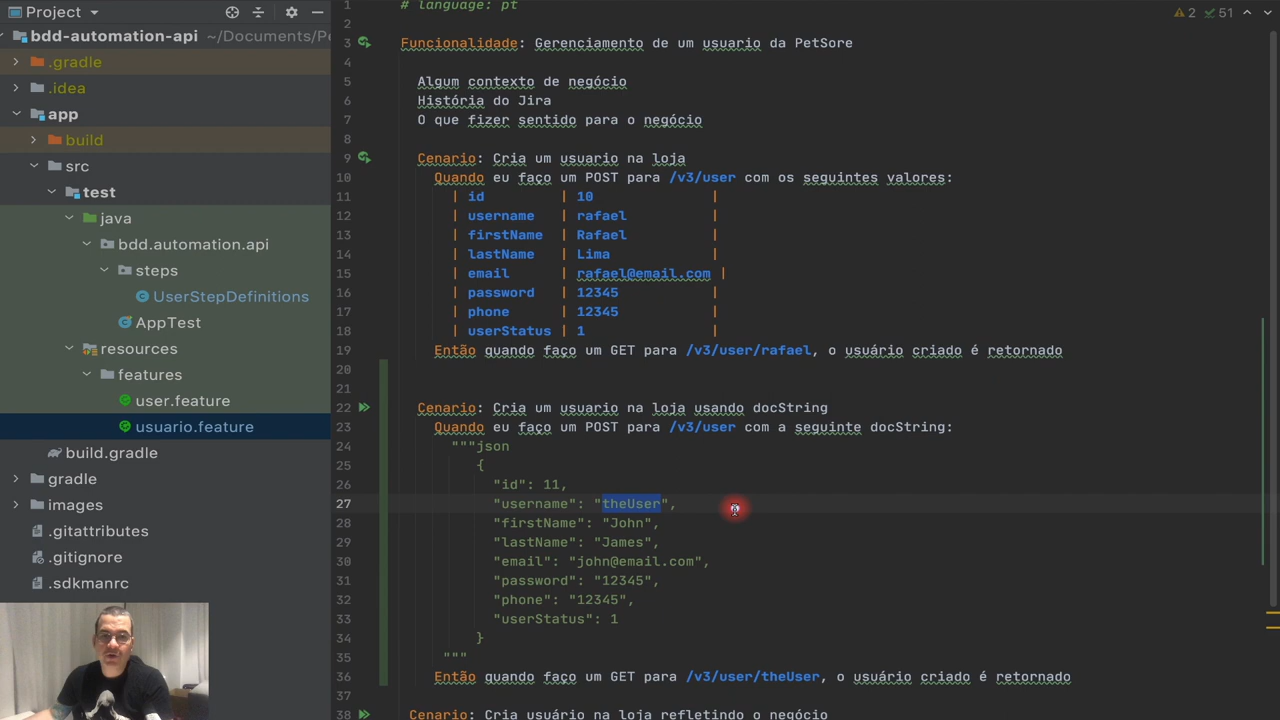 Project
bdd-automation-api ~/Documents/Pe
.gradle
.idea
app
build
src
test
java
bdd.automation.api
steps
UserStepDefinitions
AppTest
resources
features
user.feature
usuario.feature
build.gradle
gradle
images
.gitattributes
.gitignore
.sdkmanrc
2 51
1 # language: pt
2
3 Funcionalidade: Gerenciamento de um usuario da PetSore
4
5 Algum contexto de negócio
6 História do Jira
7 O que fizer sentido para o negócio
8
9 Cenario: Cria um usuario na loja
10 Quando eu faço um POST para /v3/user com os seguintes valores:
11 | id | 10 |
12 | username | rafael |
13 | firstName | Rafael |
14 | lastName | Lima |
15 | email | rafael@email.com |
16 | password | 12345 |
17 | phone | 12345 |
18 | userStatus | 1 |
19 Então quando faço um GET para /v3/user/rafael, o usuário criado é retornado
20
21
22 Cenario: Cria um usuario na loja usando docString
23 Quando eu faço um POST para /v3/user com a seguinte docString:
24 """json
25 {
26 "id": 11,
27 "username": "theUser",
28 "firstName": "John",
29 "lastName": "James",
30 "email": "john@email.com",
31 "password": "12345",
32 "phone": "12345",
33 "userStatus": 1
34 }
35 """
36 Então quando faço um GET para /v3/user/theUser, o usuário criado é retornado
37
38 Cenario: Cria usuário na loja refletindo o negócio